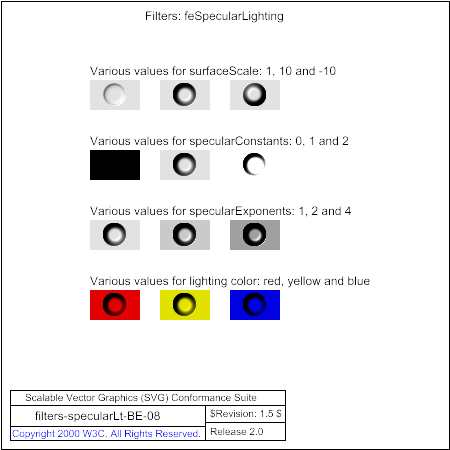 Filters: feSpecularLighting
Various values for surfaceScale: 1, 10 and -10
Various values for specularConstants: 0, 1 and 2
Various values for specularExponents: 1, 2 and 4
Various values for lighting color: red, yellow and blue
Scalable Vector Graphics (SVG) Conformance Suite
filters-specularLt-BE-08
$Revision: 1.5 $
Copyright 2000 W3C. All Rights Reserved.
Release 2.0